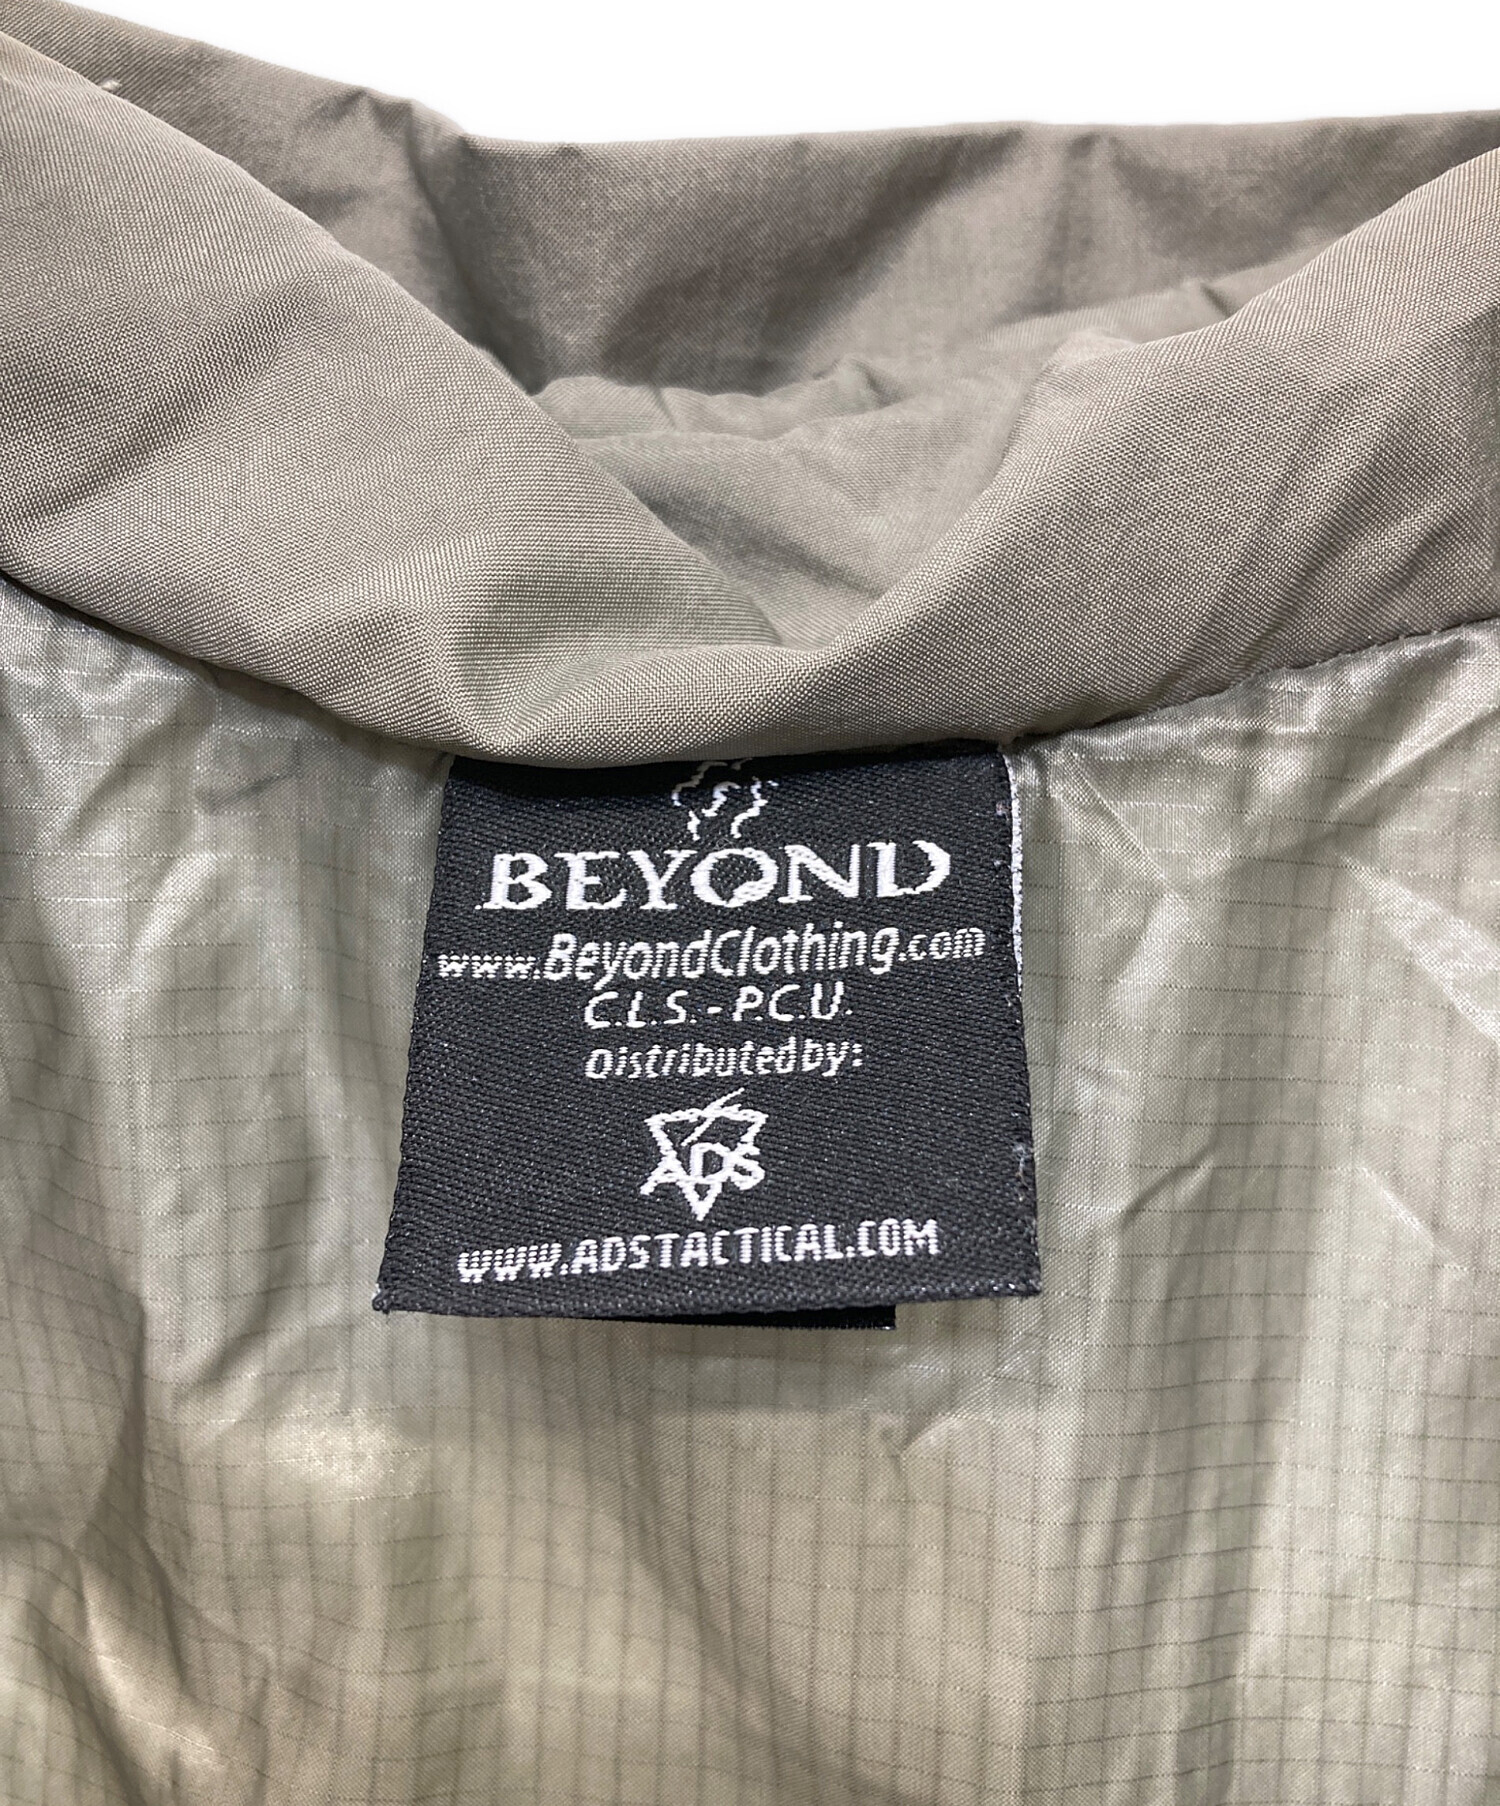 BEYOND
www.BeyondClothing.com
C.L.S.-P.C.U.
Distributed by:
ADS
WWW.ADSTACTICAL.COM